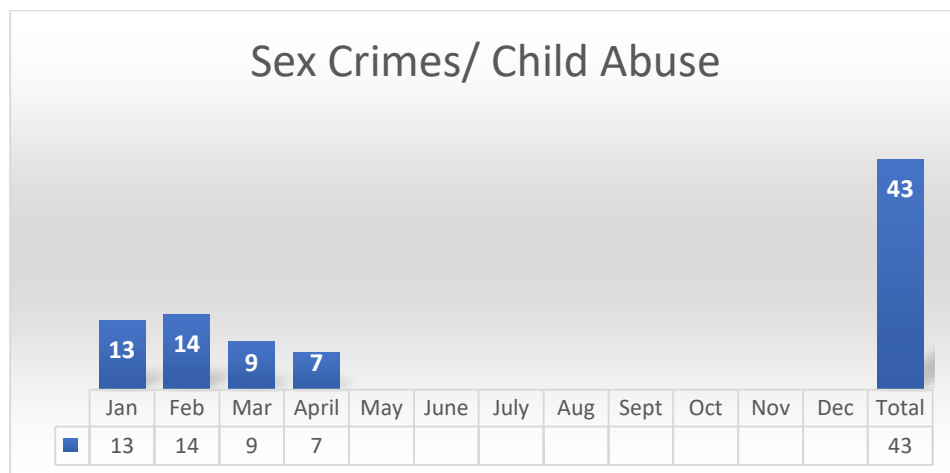 Sex Crimes/ Child Abuse
43
13 14 9 7
Jan Feb Mar April May June July Aug Sept Oct Nov Dec Total
13 14 9 7 43